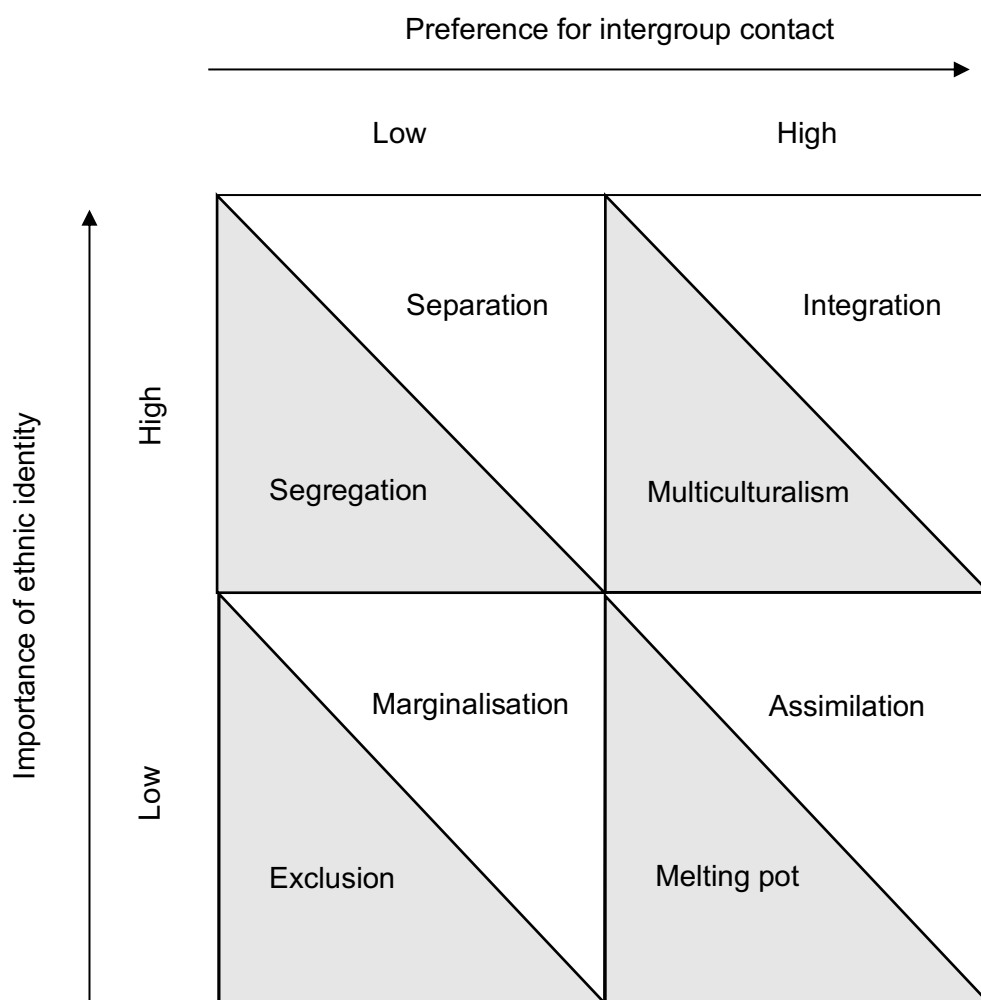 Preference for intergroup contact
Low
High
Importance of ethnic identity
High
Separation
Integration
Segregation
Multiculturalism
Low
Marginalisation
Assimilation
Exclusion
Melting pot